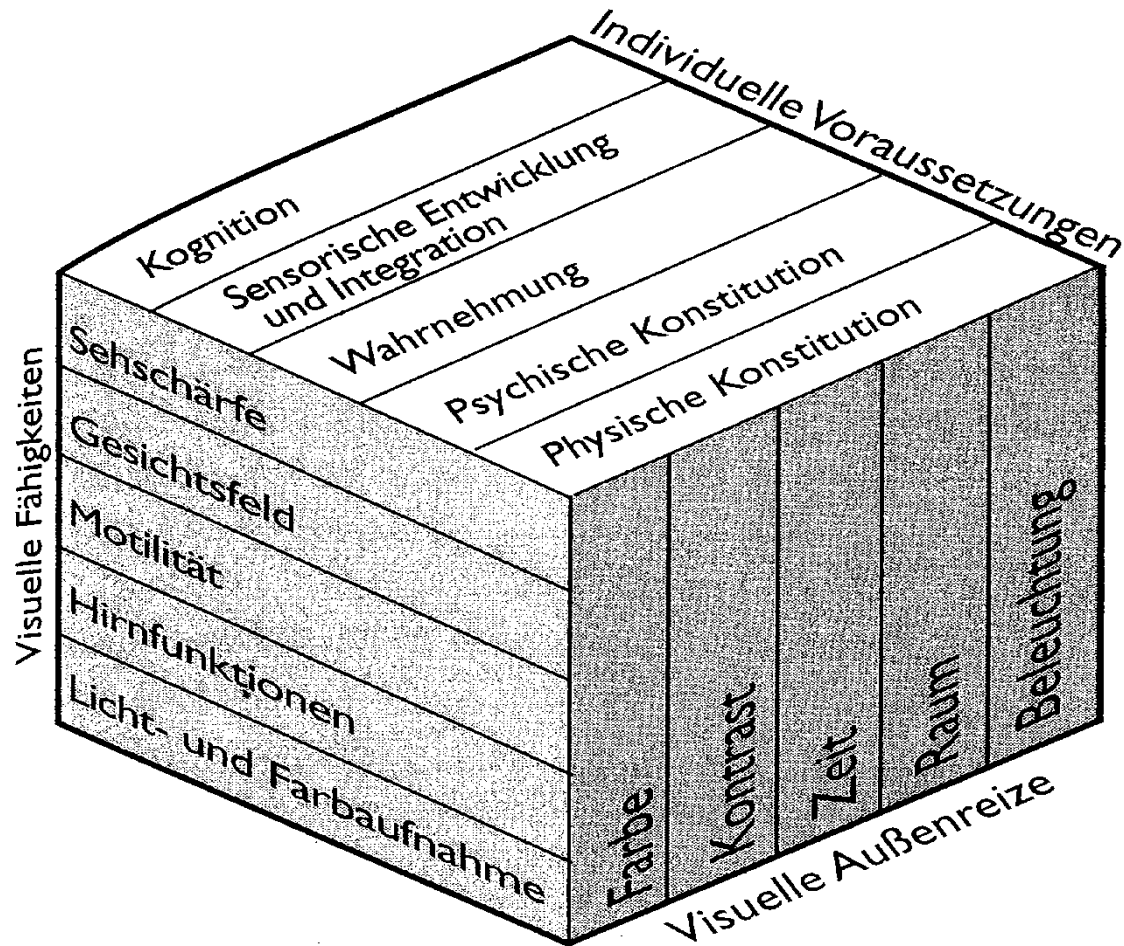 Individuelle Voraussetzungen
Kognition
Sensorische Entwicklung
und Integration
Wahrnehmung
Psychische Konstitution
Physische Konstitution
Visuelle Fähigkeiten
Sehschärfe
Gesichtsfeld
Motilität
Hirnfunktionen
Licht- und Farbaufnahme
Farbe
Kontrast
Zeit
Raum
Beleuchtung
Visuelle Außenreize